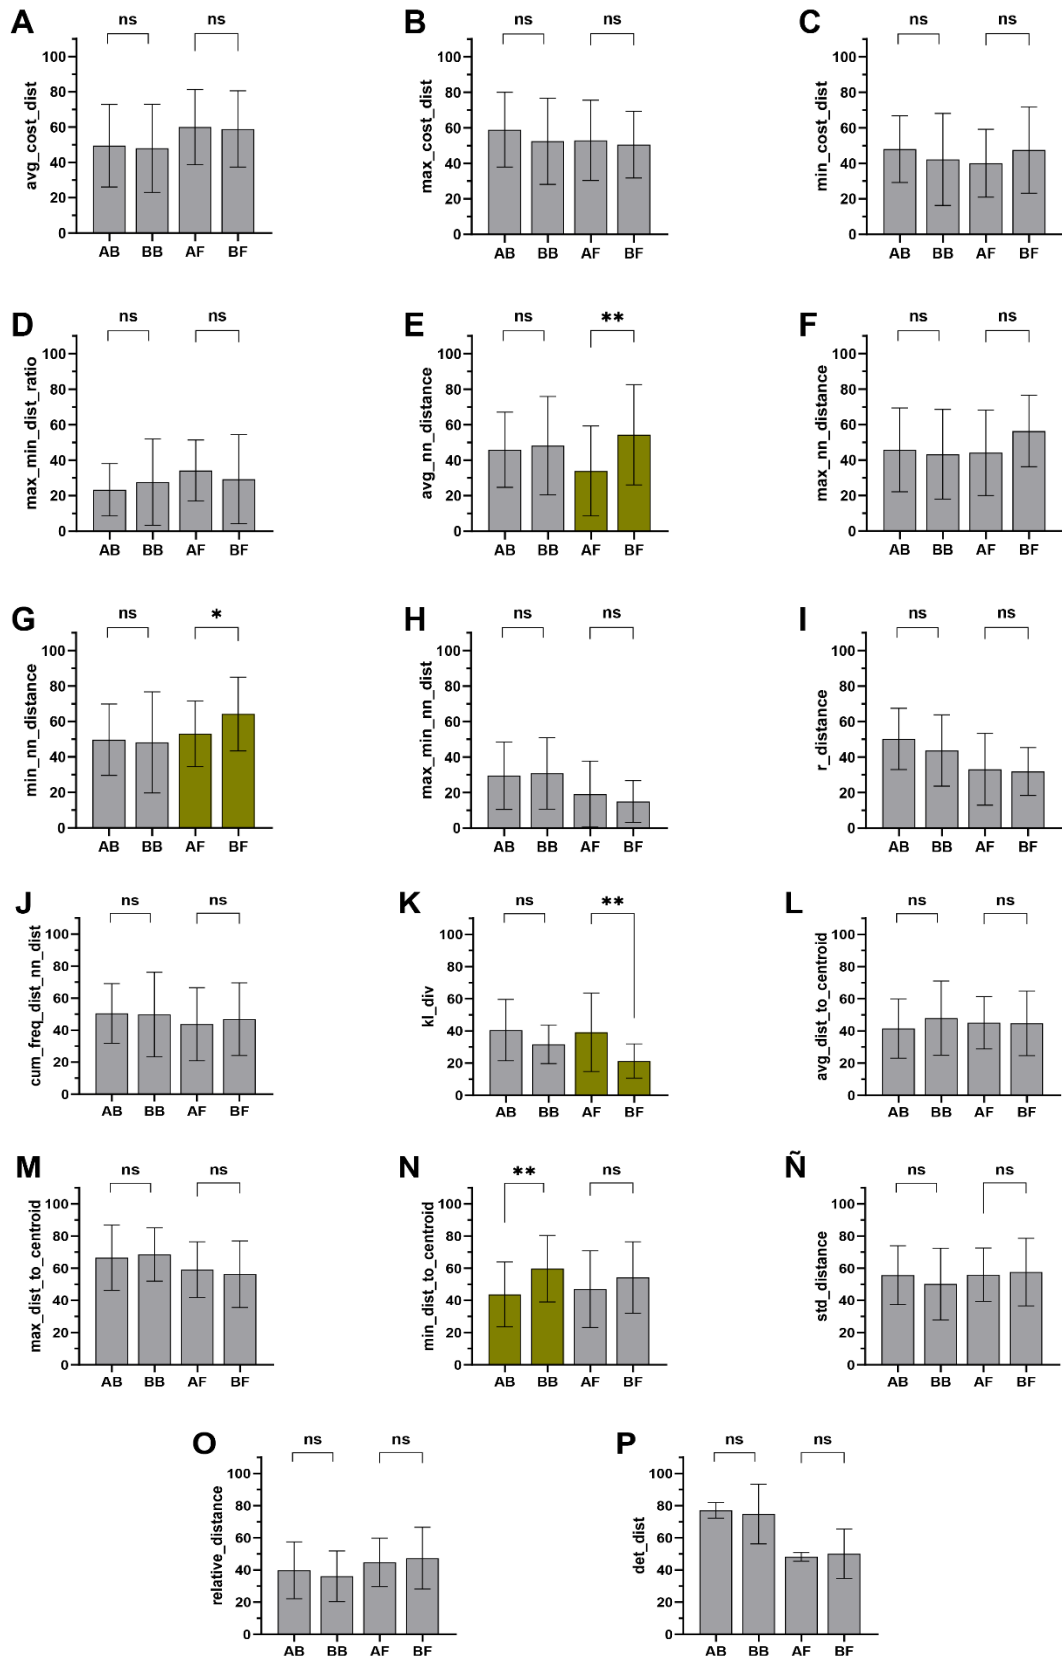 A
ns
ns
avg_cost_dist
100
80
60
40
20
0
AB BB AF BF
B
ns
ns
max_cost_dist
100
80
60
40
20
0
AB BB AF BF
C
ns
ns
min_cost_dist
100
80
60
40
20
0
AB BB AF BF
D
ns
ns
max_min_dist_ratio
100
80
60
40
20
0
AB BB AF BF
E
ns
**
avg_nn_distance
100
80
60
40
20
0
AB BB AF BF
F
ns
ns
max_nn_distance
100
80
60
40
20
0
AB BB AF BF
G
ns
*
min_nn_distance
100
80
60
40
20
0
AB BB AF BF
H
ns
ns
max_min_nn_dist
100
80
60
40
20
0
AB BB AF BF
I
ns
ns
r_distance
100
80
60
40
20
0
AB BB AF BF
J
ns
ns
cum_freq_dist_nn_dist
100
80
60
40
20
0
AB BB AF BF
K
ns
**
kl_div
100
80
60
40
20
0
AB BB AF BF
L
ns
ns
avg_dist_to_centroid
100
80
60
40
20
0
AB BB AF BF
M
ns
ns
max_dist_to_centroid
100
80
60
40
20
0
AB BB AF BF
N
**
ns
min_dist_to_centroid
100
80
60
40
20
0
AB BB AF BF
Ñ
ns
ns
std_distance
100
80
60
40
20
0
AB BB AF BF
O
ns
ns
relative_distance
100
80
60
40
20
0
AB BB AF BF
P
ns
ns
det_dist
100
80
60
40
20
0
AB BB AF BF